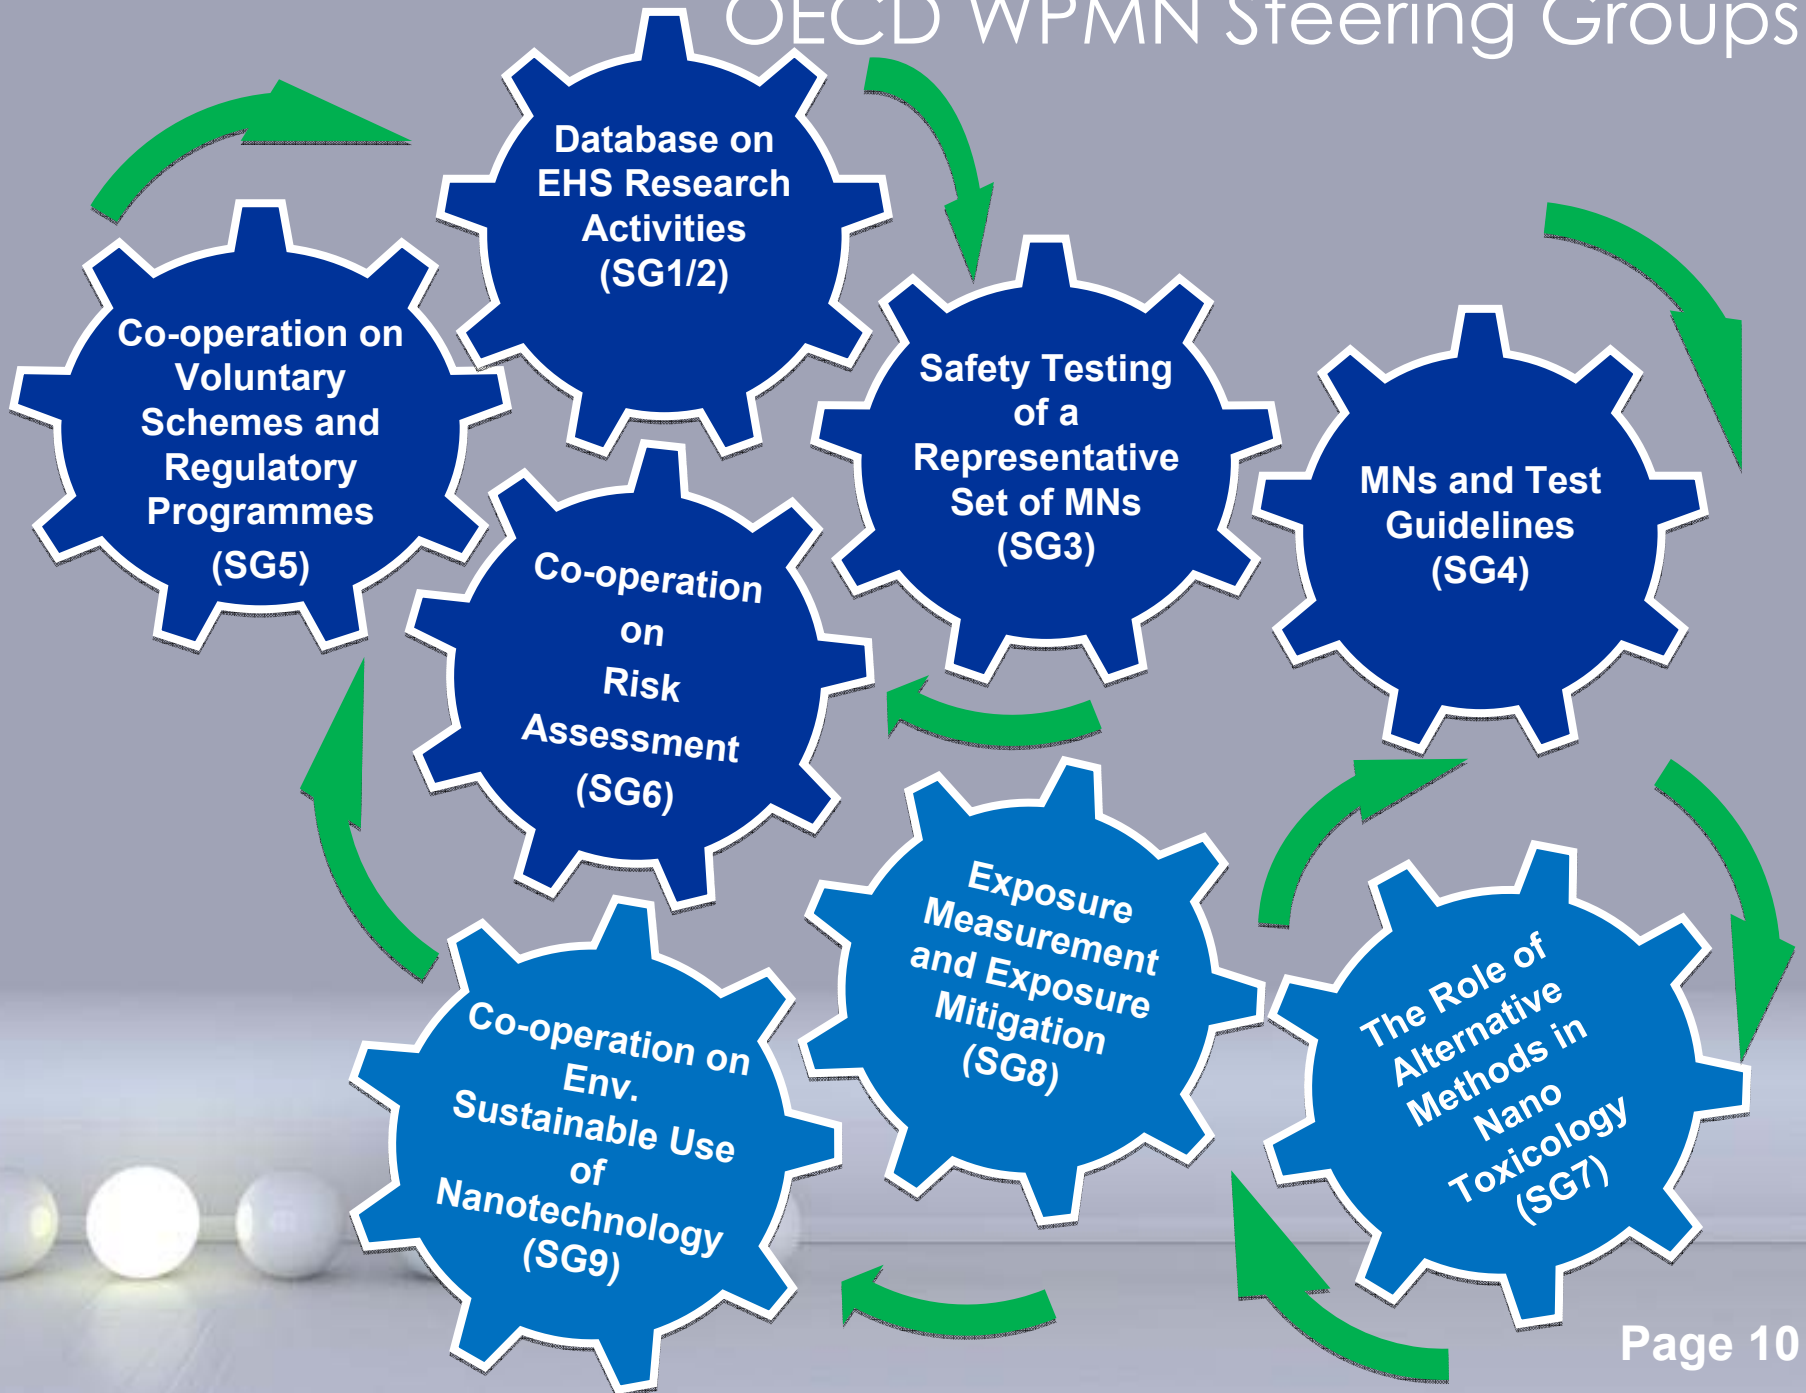 OECD WPMN Steering Groups
Database on
EHS Research
Activities
(SG1/2)
Co-operation on
Voluntary
Schemes and
Regulatory
Programmes
(SG5)
Safety Testing
of a
Representative
Set of MNs
(SG3)
MNs and Test
Guidelines
(SG4)
Co-operation
on
Risk
Assessment
(SG6)
Exposure
Measurement
and Exposure
Mitigation
(SG8)
The Role of
Alternative
Methods in
Nano
Toxicology
(SG7)
Co-operation on
Env.
Sustainable Use
of
Nanotechnology
(SG9)
Page 10